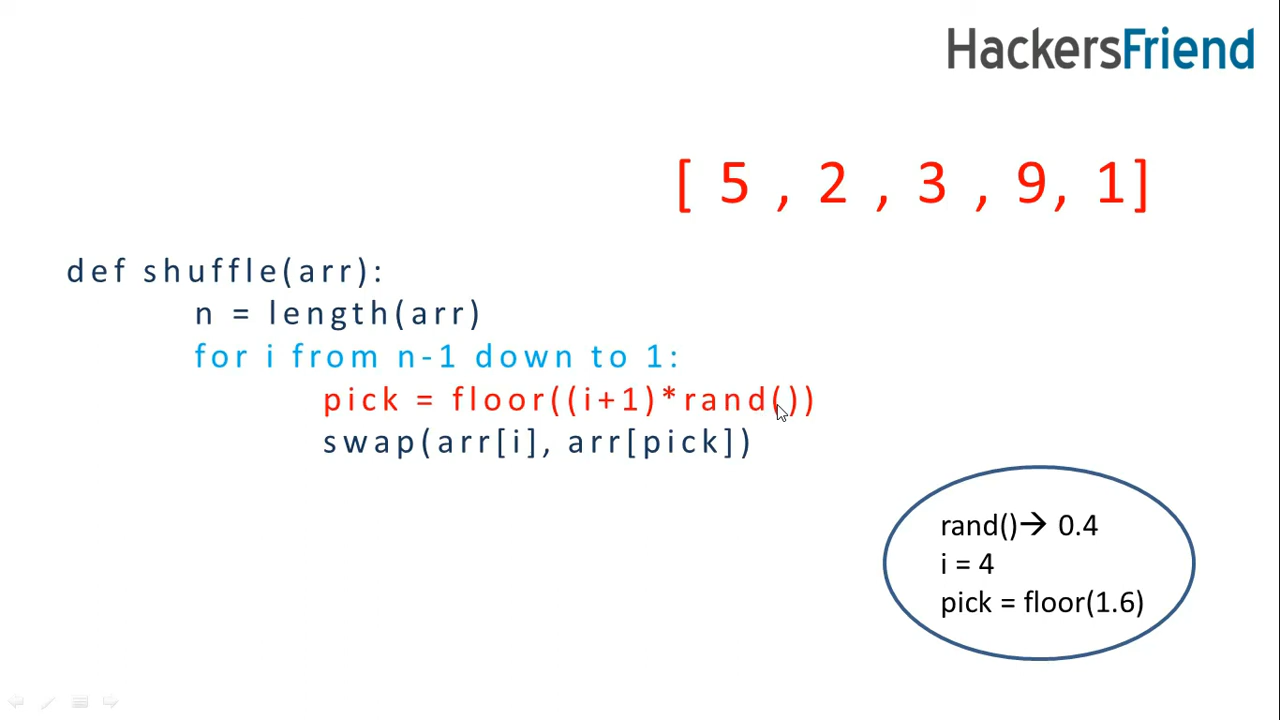 HackersFriend
[ 5 , 2 , 3 , 9, 1]
def shuffle(arr):
n = length(arr)
for i from n-1 down to 1:
pick = floor((i+1)*rand())
swap(arr[i], arr[pick])
rand()→ 0.4
i = 4
pick = floor(1.6)